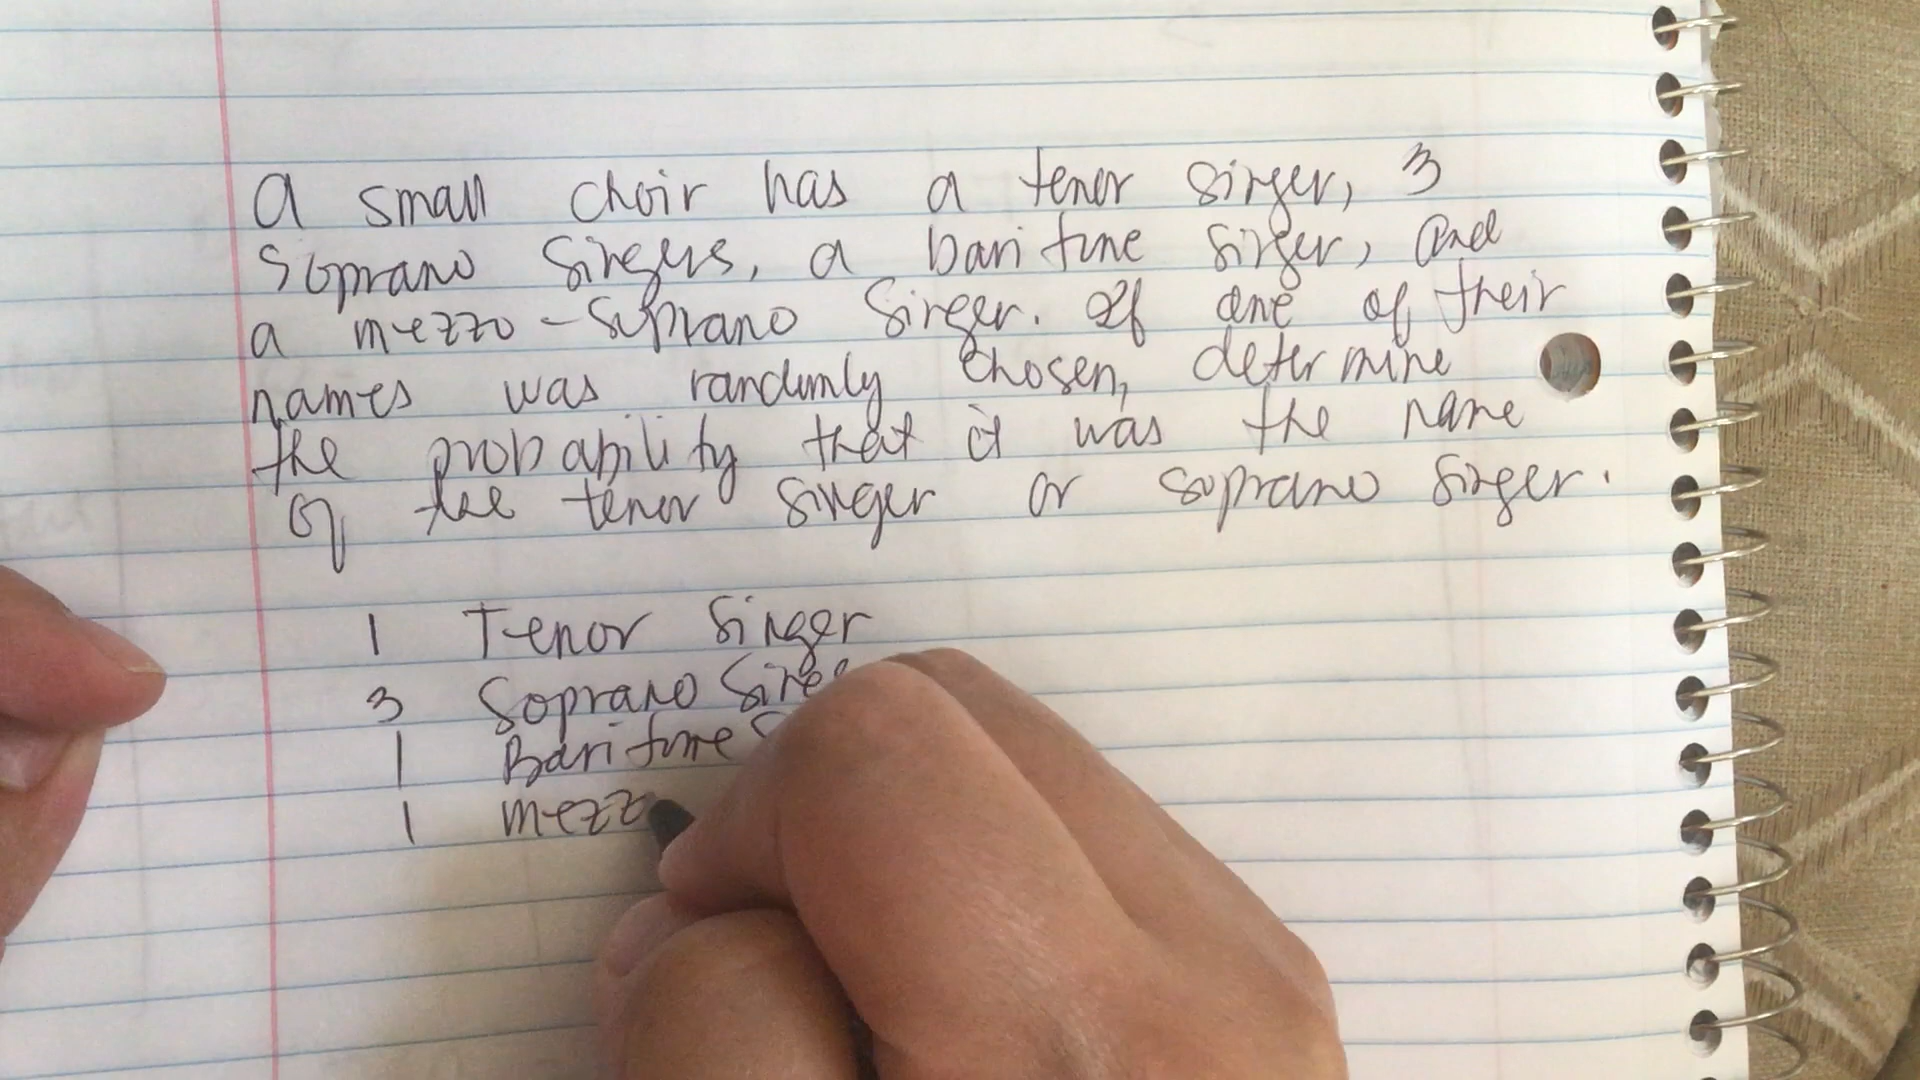 A small choir has a tenor singer, 3
soprano singers, a baritone singer, and
a mezzo-soprano singer. If one of their
names was randomly chosen, determine
the probability that it was the name
of the tenor singer or soprano singer.
1 Tenor Singer
3 Soprano
1 Baritone
1 mezz